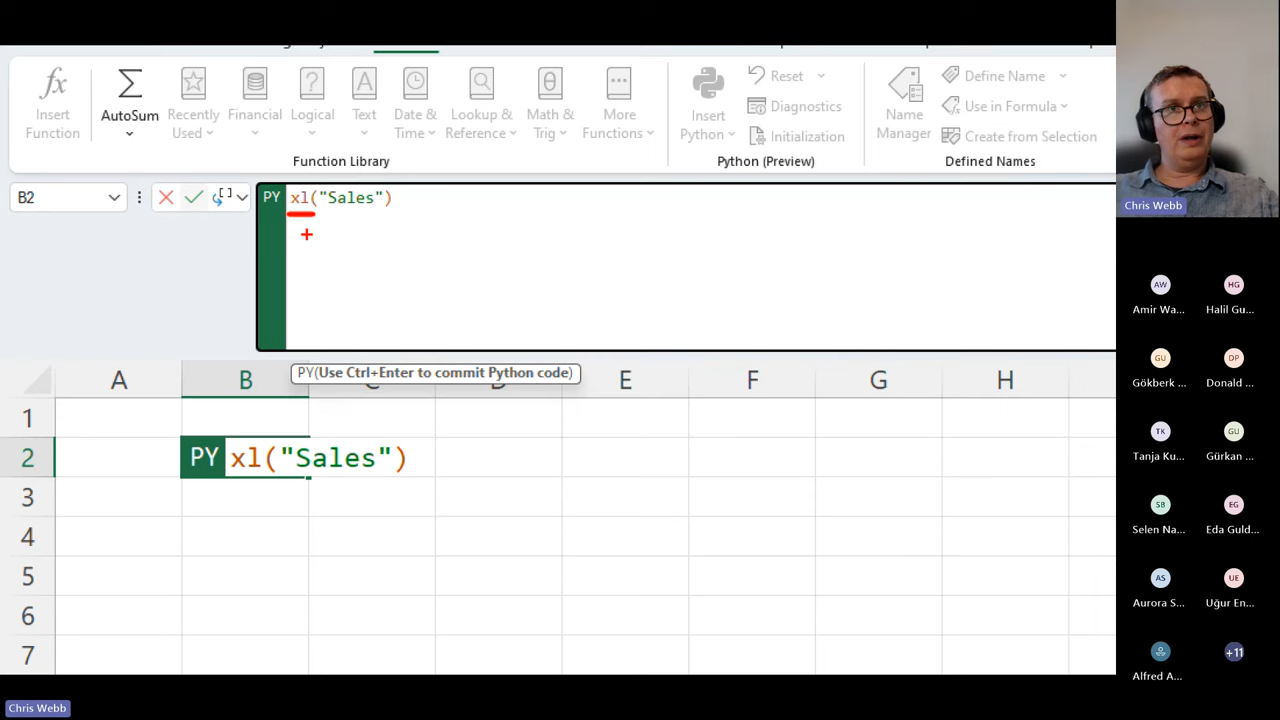 fx Insert Function
Σ AutoSum
Recently Used
Financial
Logical
A Text
Date & Time
Lookup & Reference
θ Math & Trig
More Functions
Function Library
Insert Python
Reset
Diagnostics
Initialization
Python (Preview)
Name Manager
Define Name
Use in Formula
Create from Selection
Defined Names
B2
PY xl("Sales")
PY(Use Ctrl+Enter to commit Python code)
A B C D E F G H
1
2 PY xl("Sales")
3
4
5
6
7
Chris Webb
AW HG
Amir Wa... Halil Gu...
GU DP
Gökberk ... Donald ...
TK GU
Tanja Ku... Gürkan ...
SB EG
Selen Na... Eda Guld...
AS UE
Aurora S... Uğur En...
+11
Alfred A...
Chris Webb